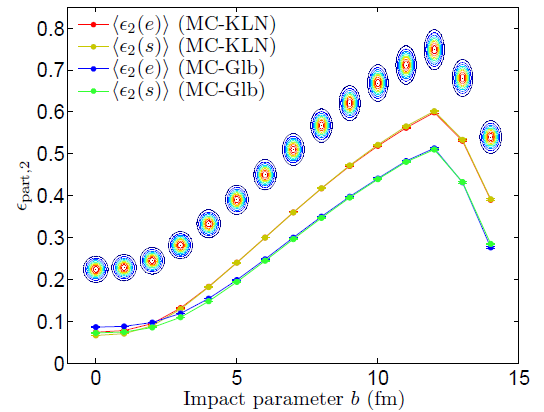 ⟨ϵ₂(e)⟩ (MC-KLN)
⟨ϵ₂(s)⟩ (MC-KLN)
⟨ϵ₂(e)⟩ (MC-Glb)
⟨ϵ₂(s)⟩ (MC-Glb)
0.8
0.7
0.6
0.5
0.4
0.3
0.2
0.1
0
ϵpart,2
0 5 10 15
Impact parameter b (fm)